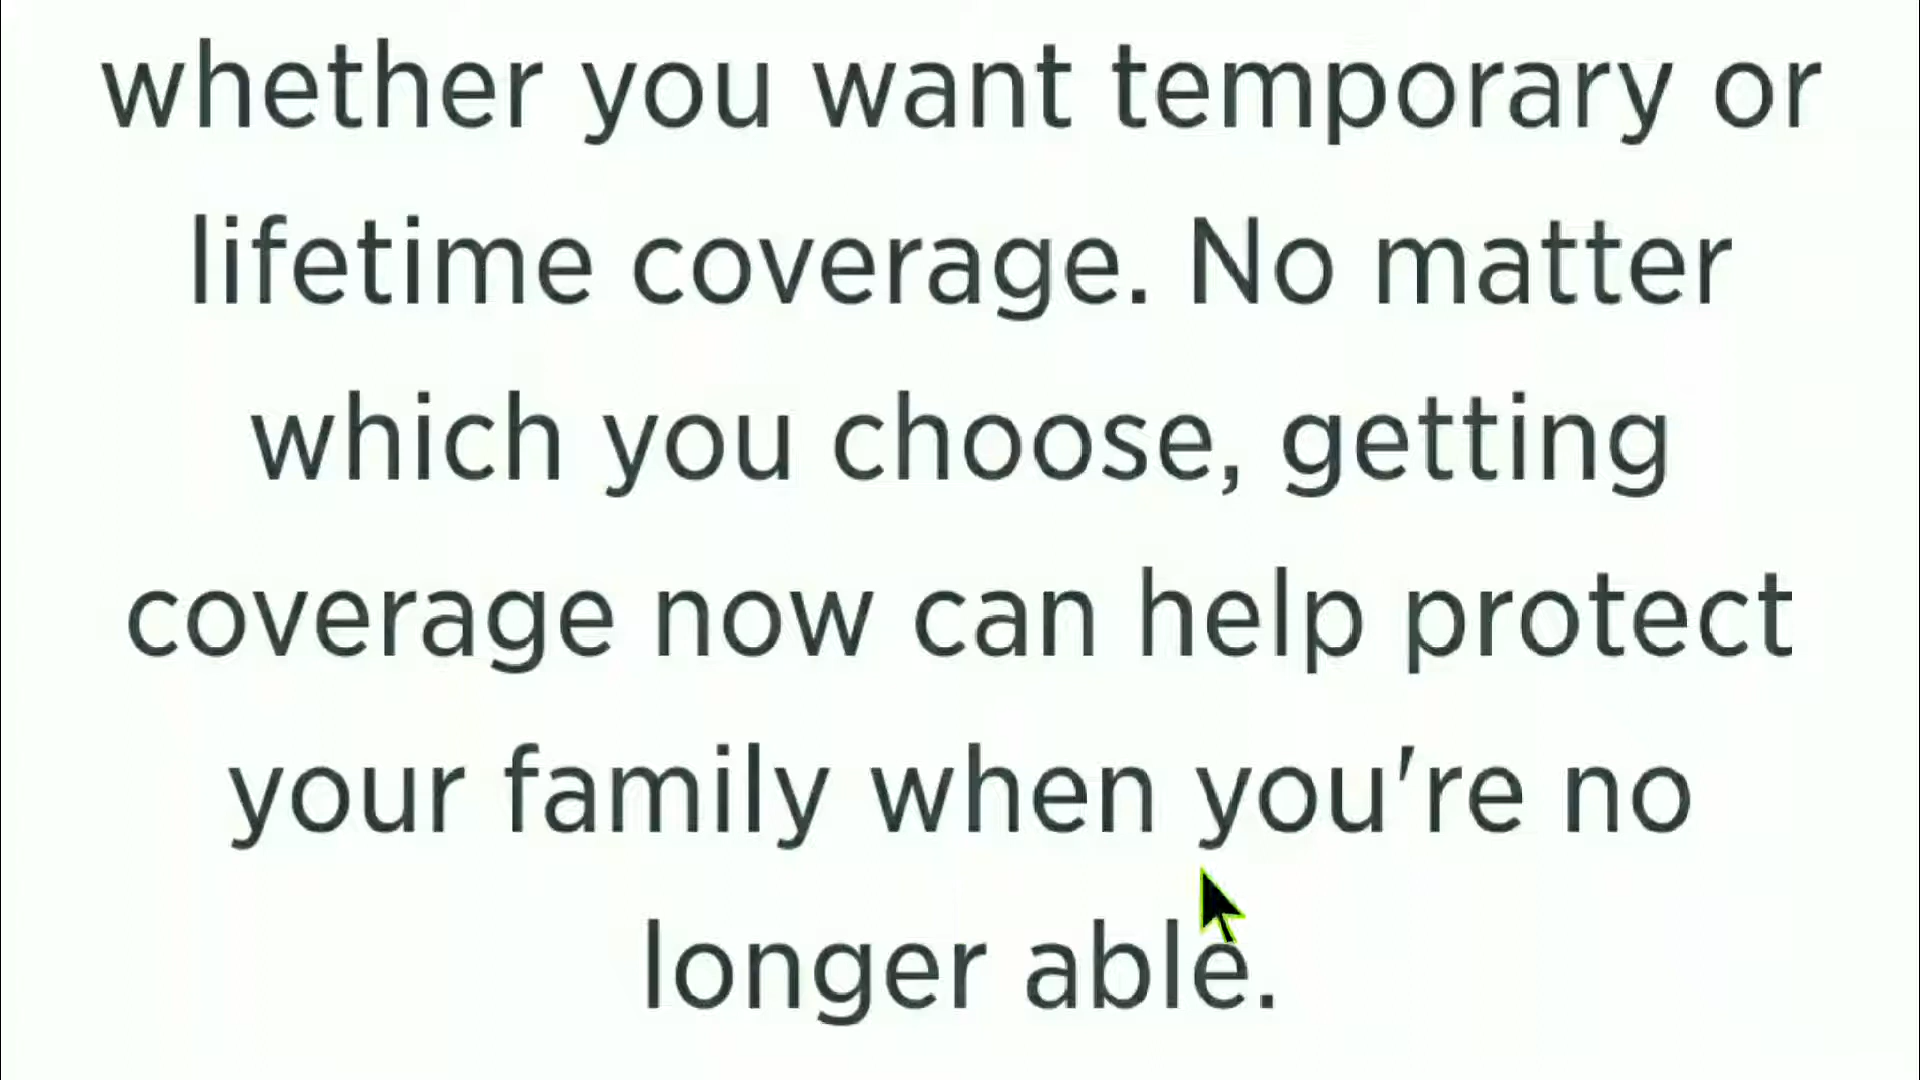 whether you want temporary or
lifetime coverage. No matter
which you choose, getting
coverage now can help protect
your family when you're no
longer able.